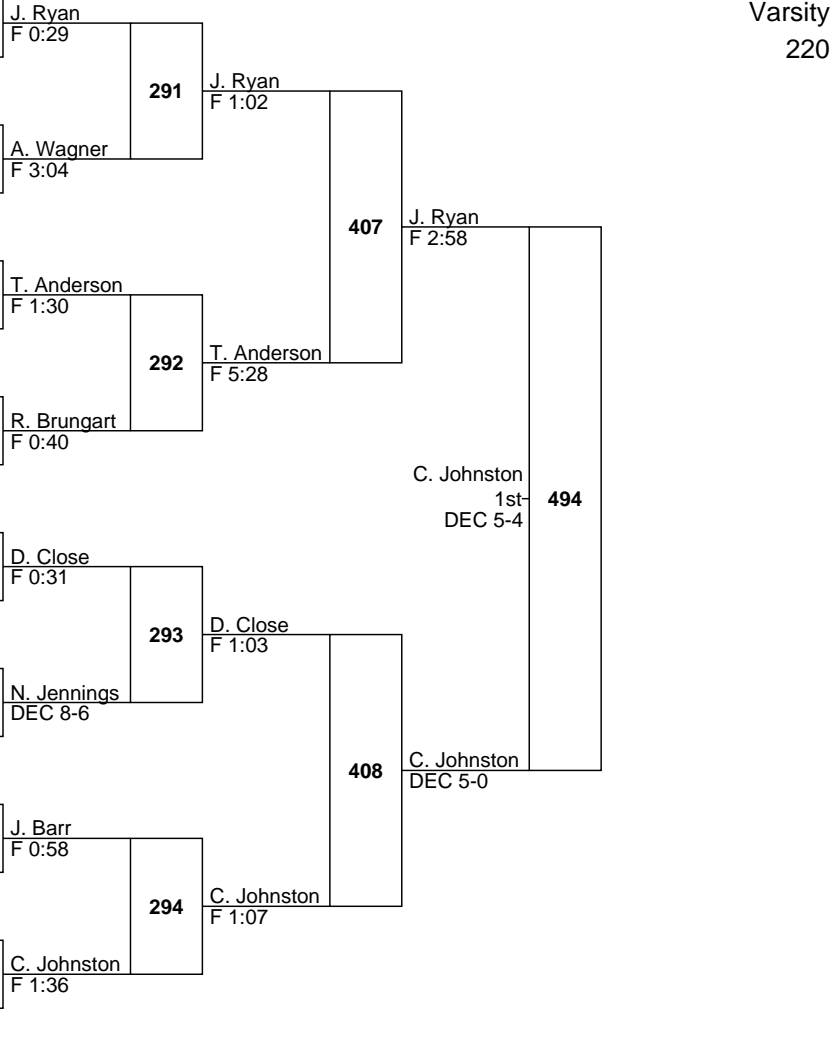 Varsity
220
J. Ryan
F 0:29
291
A. Wagner
F 3:04
J. Ryan
F 1:02
T. Anderson
F 1:30
292
R. Brungart
F 0:40
T. Anderson
F 5:28
407
J. Ryan
F 2:58
D. Close
F 0:31
293
N. Jennings
DEC 8-6
D. Close
F 1:03
J. Barr
F 0:58
294
C. Johnston
F 1:36
C. Johnston
F 1:07
408
C. Johnston
DEC 5-0
C. Johnston
1st
DEC 5-4
494